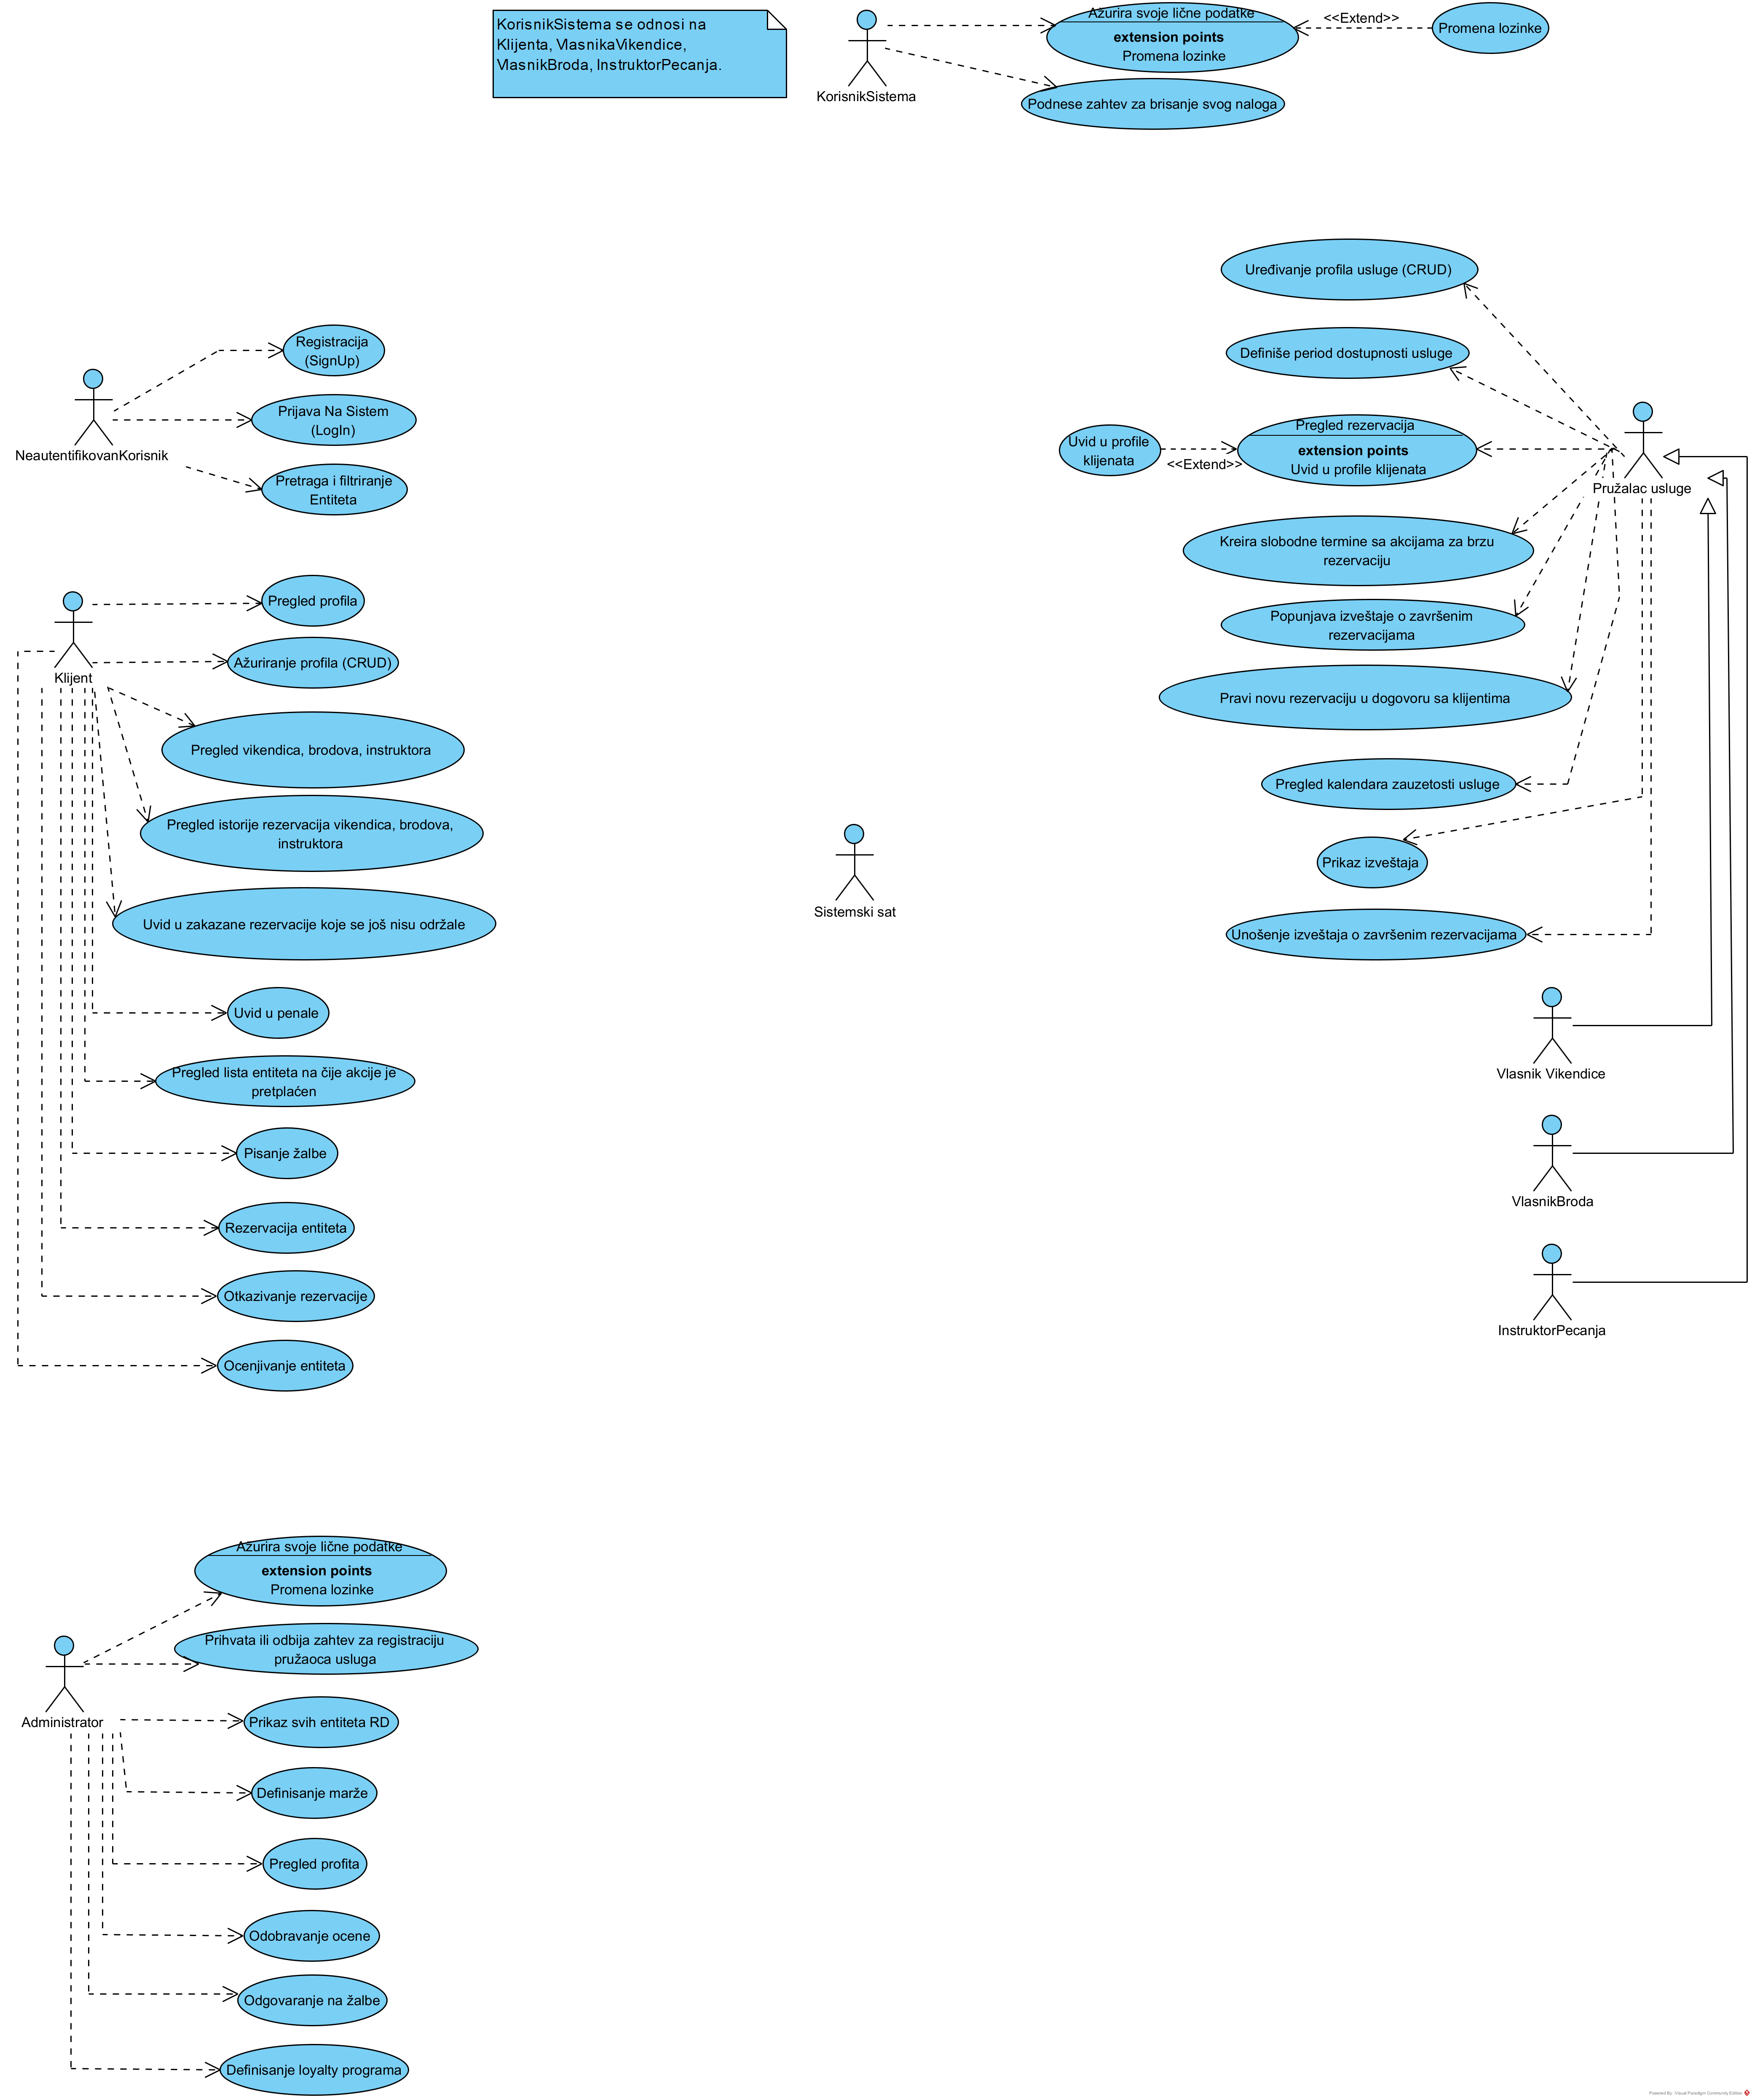 KorisnikSistema se odnosi na
Klijenta, VlasnikaVikendice,
VlasnikBroda, InstruktorPecanja.
KorisnikSistema
Ažurira svoje lične podatke
extension points
Promena lozinke
<<Extend>>
Promena lozinke
Podnese zahtev za brisanje svog naloga
NeautentifikovanKorisnik
Registracija
(SignUp)
Prijava Na Sistem
(LogIn)
Pretraga i filtriranje
Entiteta
Klijent
Pregled profila
Ažuriranje profila (CRUD)
Pregled vikendica, brodova, instruktora
Pregled istorije rezervacija vikendica, brodova,
instruktora
Uvid u zakazane rezervacije koje se još nisu održale
Uvid u penale
Pregled lista entiteta na čije akcije je
pretplaćen
Pisanje žalbe
Rezervacija entiteta
Otkazivanje rezervacije
Ocenjivanje entiteta
Sistemski sat
Uređivanje profila usluge (CRUD)
Definiše period dostupnosti usluge
Uvid u profile
klijenata
<<Extend>>
Pregled rezervacija
extension points
Uvid u profile klijenata
Pružalac usluge
Kreira slobodne termine sa akcijama za brzu
rezervaciju
Popunjava izveštaje o završenim
rezervacijama
Pravi novu rezervaciju u dogovoru sa klijentima
Pregled kalendara zauzetosti usluge
Prikaz izveštaja
Unošenje izveštaja o završenim rezervacijama
Vlasnik Vikendice
VlasnikBroda
InstruktorPecanja
Administrator
Ažurira svoje lične podatke
extension points
Promena lozinke
Prihvata ili odbija zahtev za registraciju
pružaoca usluga
Prikaz svih entiteta RD
Definisanje marže
Pregled profita
Odobravanje ocene
Odgovaranje na žalbe
Definisanje loyalty programa
Powered By Visual Paradigm Community Edition